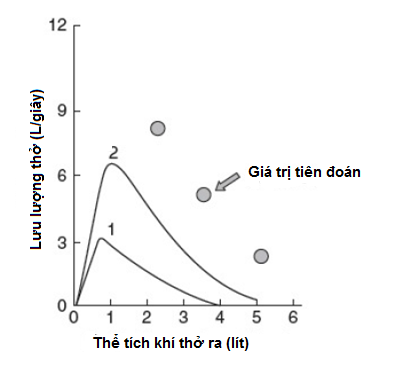 12
9
6
3
0
Lưu lượng thở (L/giây)
2
1
Giá trị tiên đoán
0 1 2 3 4 5 6
Thể tích khí thở ra (lít)